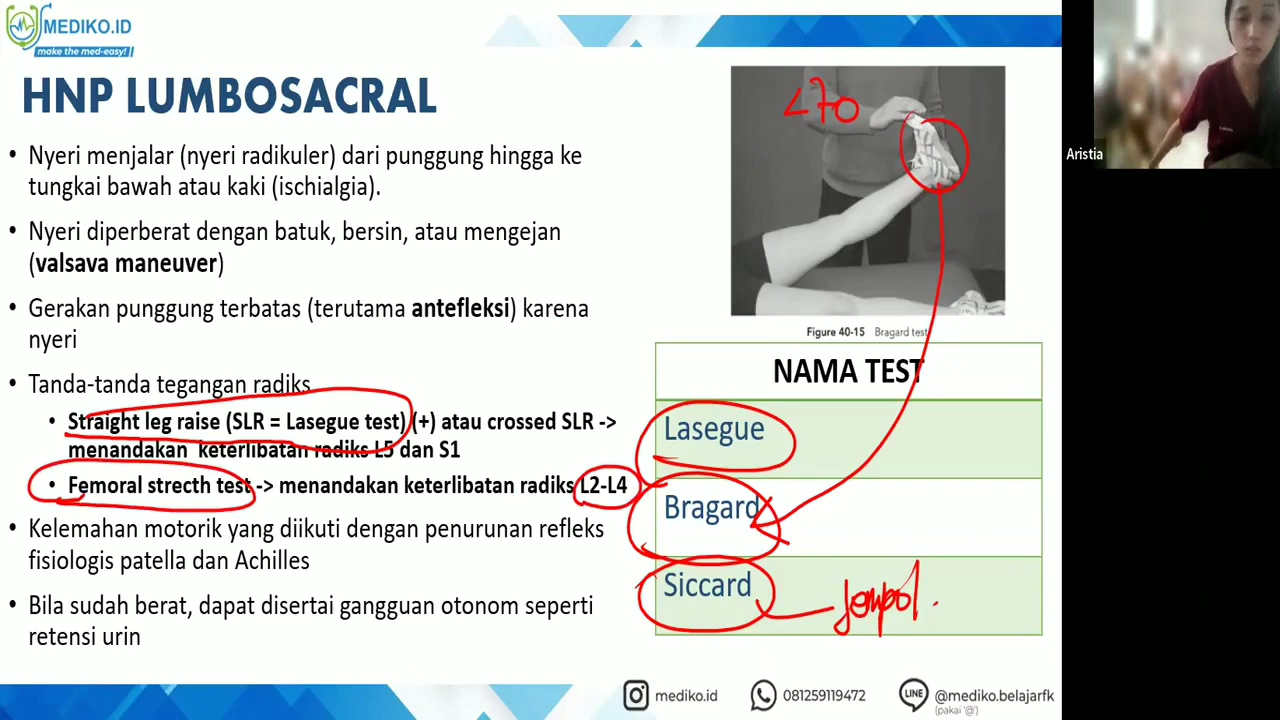 MEDIKO.ID
make the med-easy!
HNP LUMBOSACRAL
• Nyeri menjalar (nyeri radikuler) dari punggung hingga ke
tungkai bawah atau kaki (ischialgia).
• Nyeri diperberat dengan batuk, bersin, atau mengejan
(valsava maneuver)
• Gerakan punggung terbatas (terutama antefleksi) karena
nyeri
• Tanda-tanda tegangan radiks
• Straight leg raise (SLR = Lasegue test) (+) atau crossed SLR ->
menandakan keterlibatan radiks L5 dan S1
• Femoral strecth test -> menandakan keterlibatan radiks L2-L4
• Kelemahan motorik yang diikuti dengan penurunan refleks
fisiologis patella dan Achilles
• Bila sudah berat, dapat disertai gangguan otonom seperti
retensi urin
<70
Figure 40-15 Bragard test
NAMA TEST
Lasegue
Bragard
Siccard
Jempol.
mediko.id
081259119472
LINE
@mediko.belajarfk
(pakai '@')
Aristia